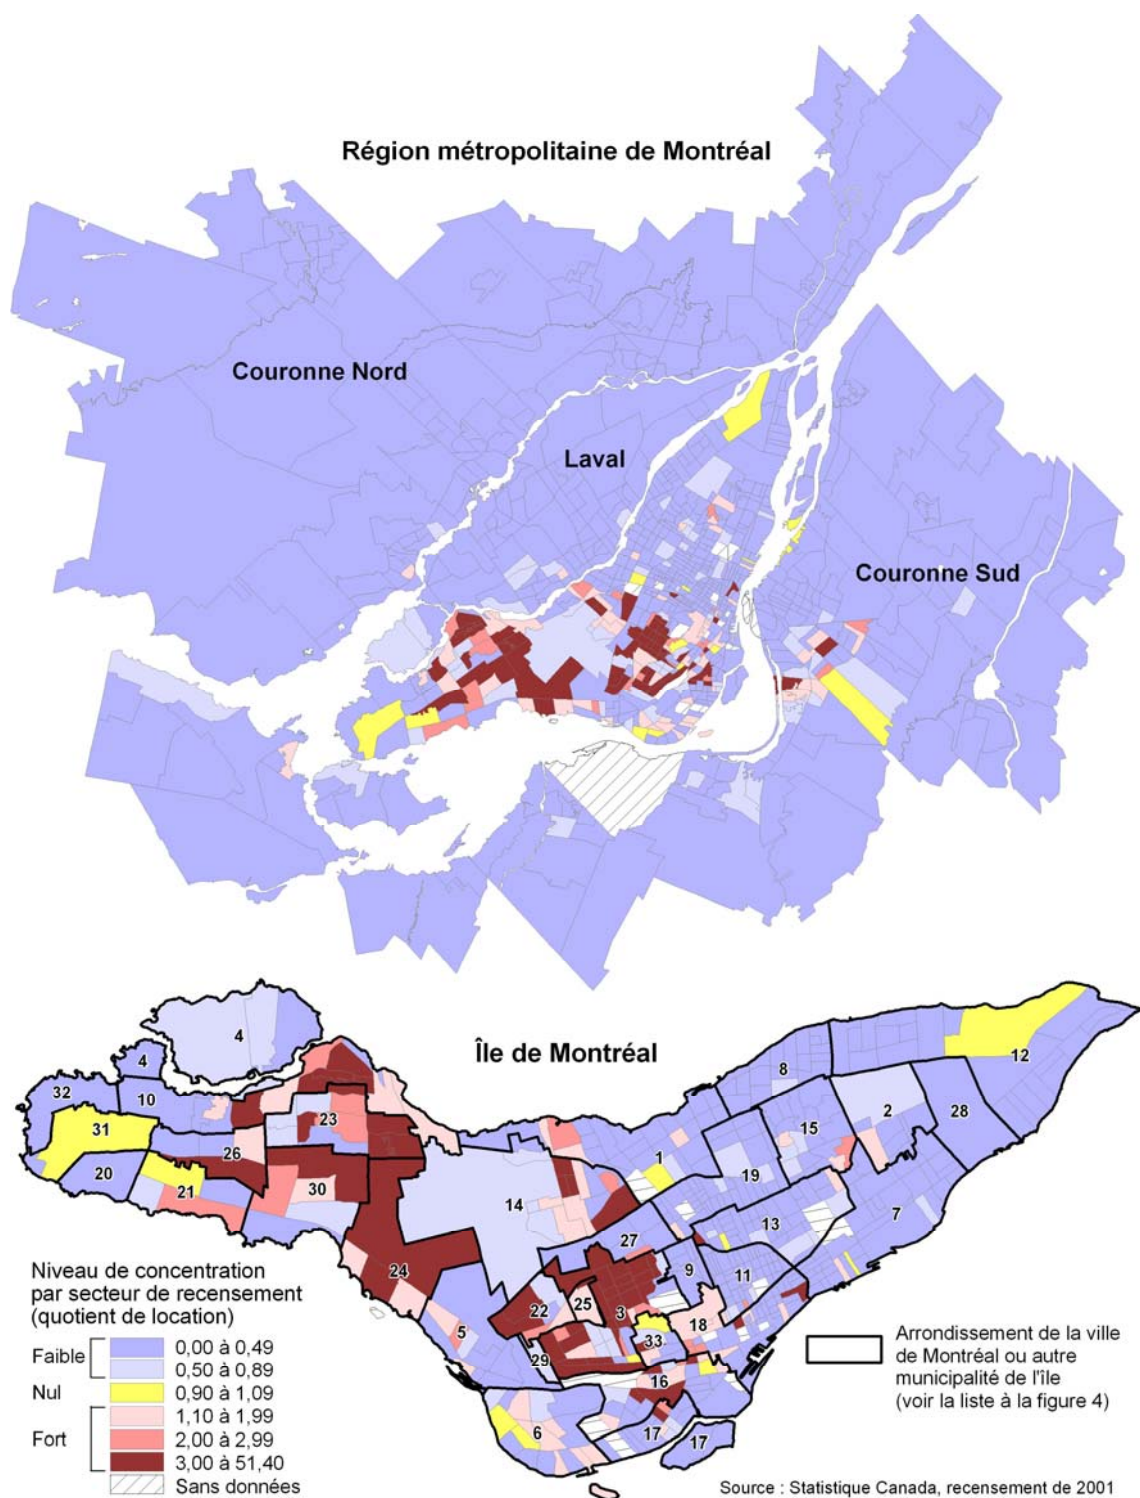 Région métropolitaine de Montréal
Couronne Nord
Laval
Couronne Sud
Île de Montréal
4
4
32
10
31
26
20
21
23
30
24
14
5
22
25
29
3
27
9
33
18
16
6
17
17
1
8
19
15
2
28
12
13
11
7
Niveau de concentration
par secteur de recensement
(quotient de location)
Faible
0,00 à 0,49
0,50 à 0,89
Nul
0,90 à 1,09
Fort
1,10 à 1,99
2,00 à 2,99
3,00 à 51,40
Sans données
Arrondissement de la ville
de Montréal ou autre
municipalité de l'île
(voir la liste à la figure 4)
Source : Statistique Canada, recensement de 2001